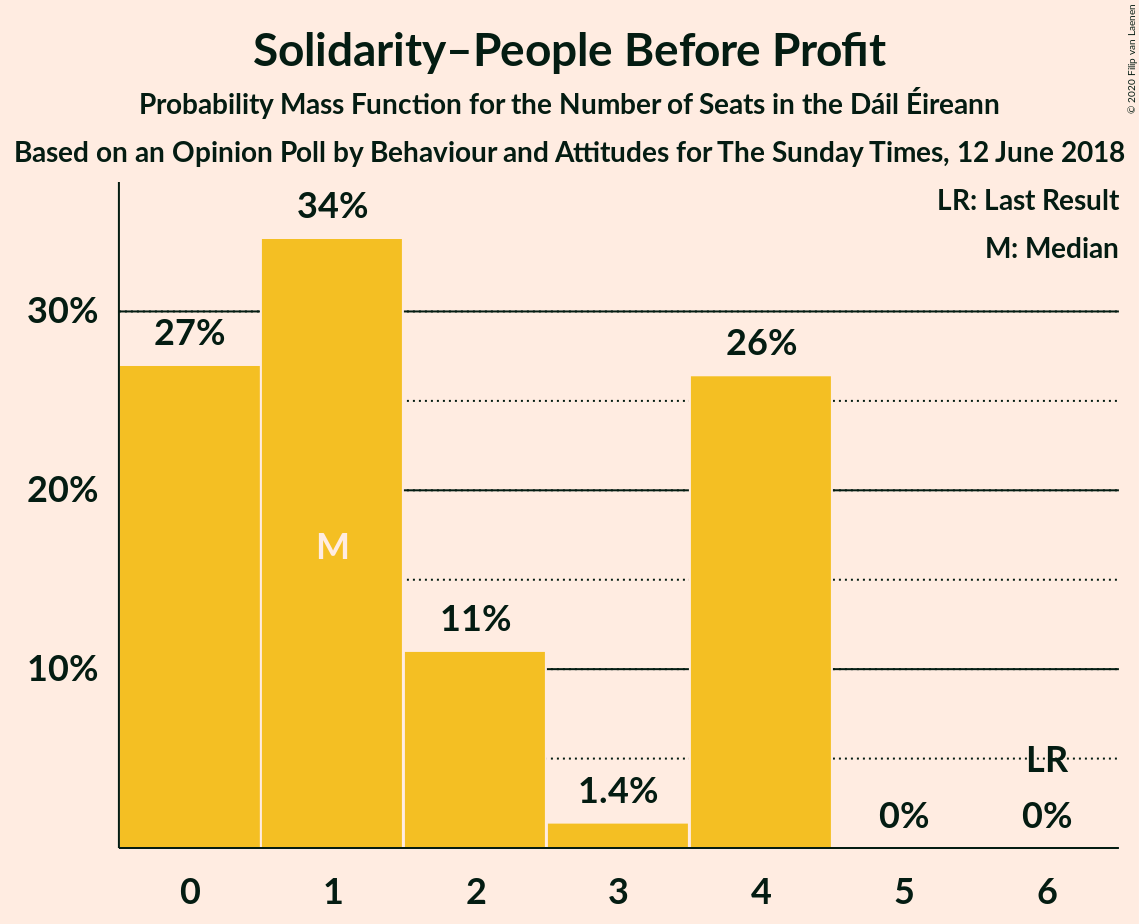 Solidarity–People Before Profit
Probability Mass Function for the Number of Seats in the Dáil Éireann
Based on an Opinion Poll by Behaviour and Attitudes for The Sunday Times, 12 June 2018
© 2020 Filip van Laenen
LR: Last Result
M: Median
34%
30%
27%
26%
20%
M
11%
10%
1.4%
LR
0%
0%
0 1 2 3 4 5 6